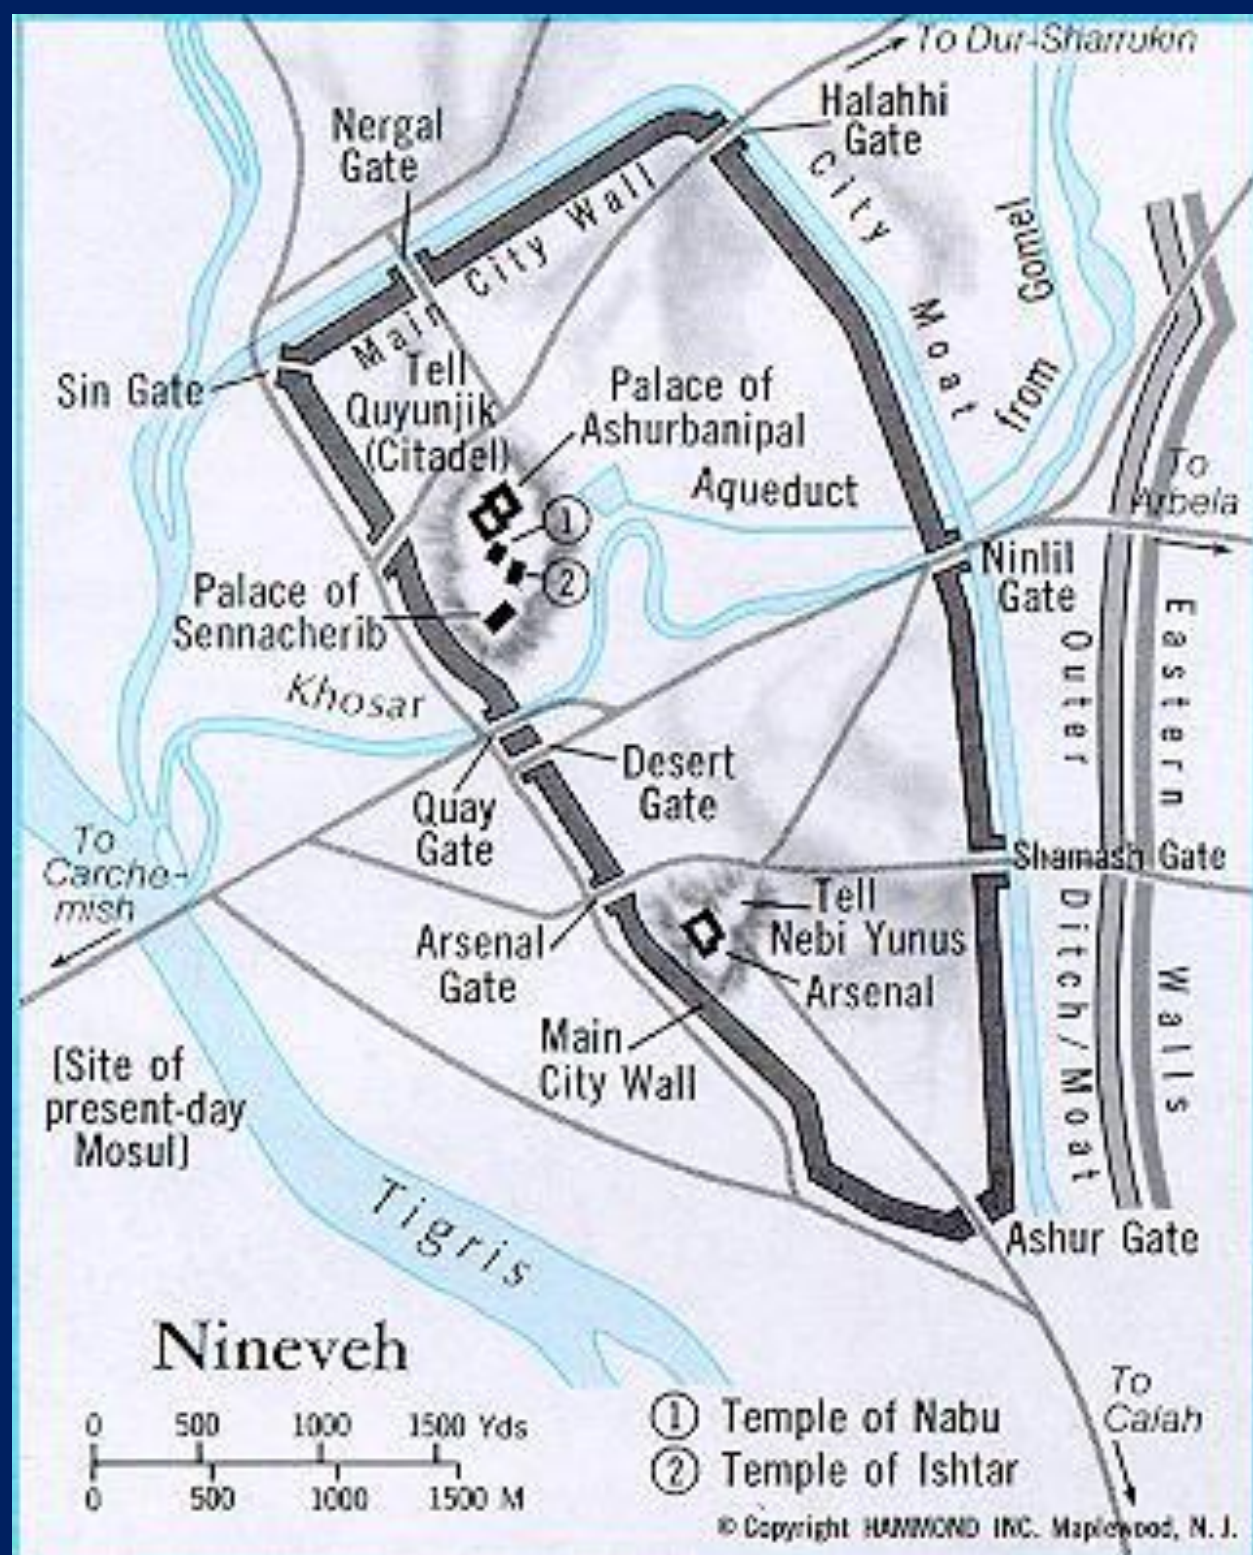 To Dur-Sharrukin
Halahhi
Gate
Nergal
Gate
Main City Wall
City Moat
from Gomel
Sin Gate
Tell
Quyunjik
(Citadel)
Palace of
Ashurbanipal
Aqueduct
To
Arbela
1
2
Ninlil
Gate
Palace of
Sennacherib
Khosar
Outer
Ditch/Moat
Eastern
Walls
Desert
Gate
Quay
Gate
To
Carche-
mish
Shamash Gate
Tell
Nebi Yunus
Arsenal
Arsenal
Gate
Main
City Wall
(Site of
present-day
Mosul)
Tigris
Ashur Gate
Nineveh
0 500 1000 1500 Yds
0 500 1000 1500 M
To
Calah
1 Temple of Nabu
2 Temple of Ishtar
© Copyright HAMMOND INC. Maplewood, N. J.